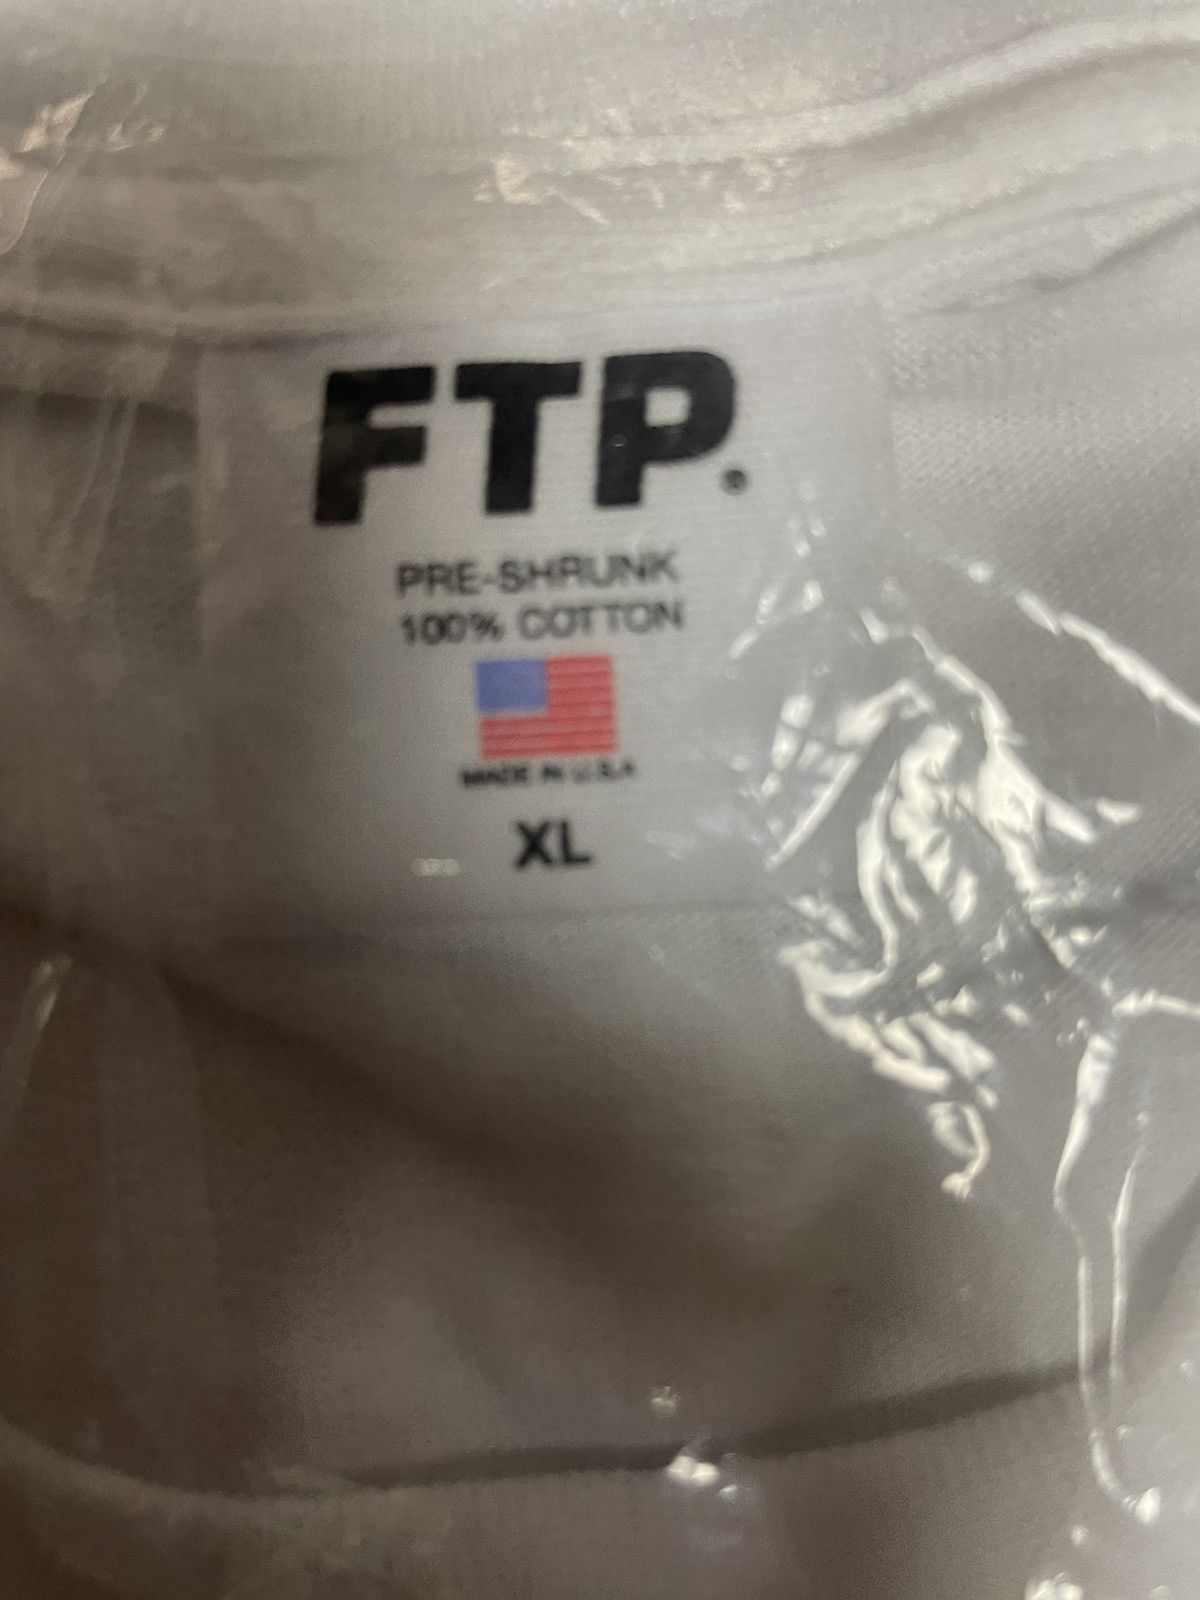 FTP.
PRE-SHRUNK
100% COTTON
MADE IN U.S.A
XL